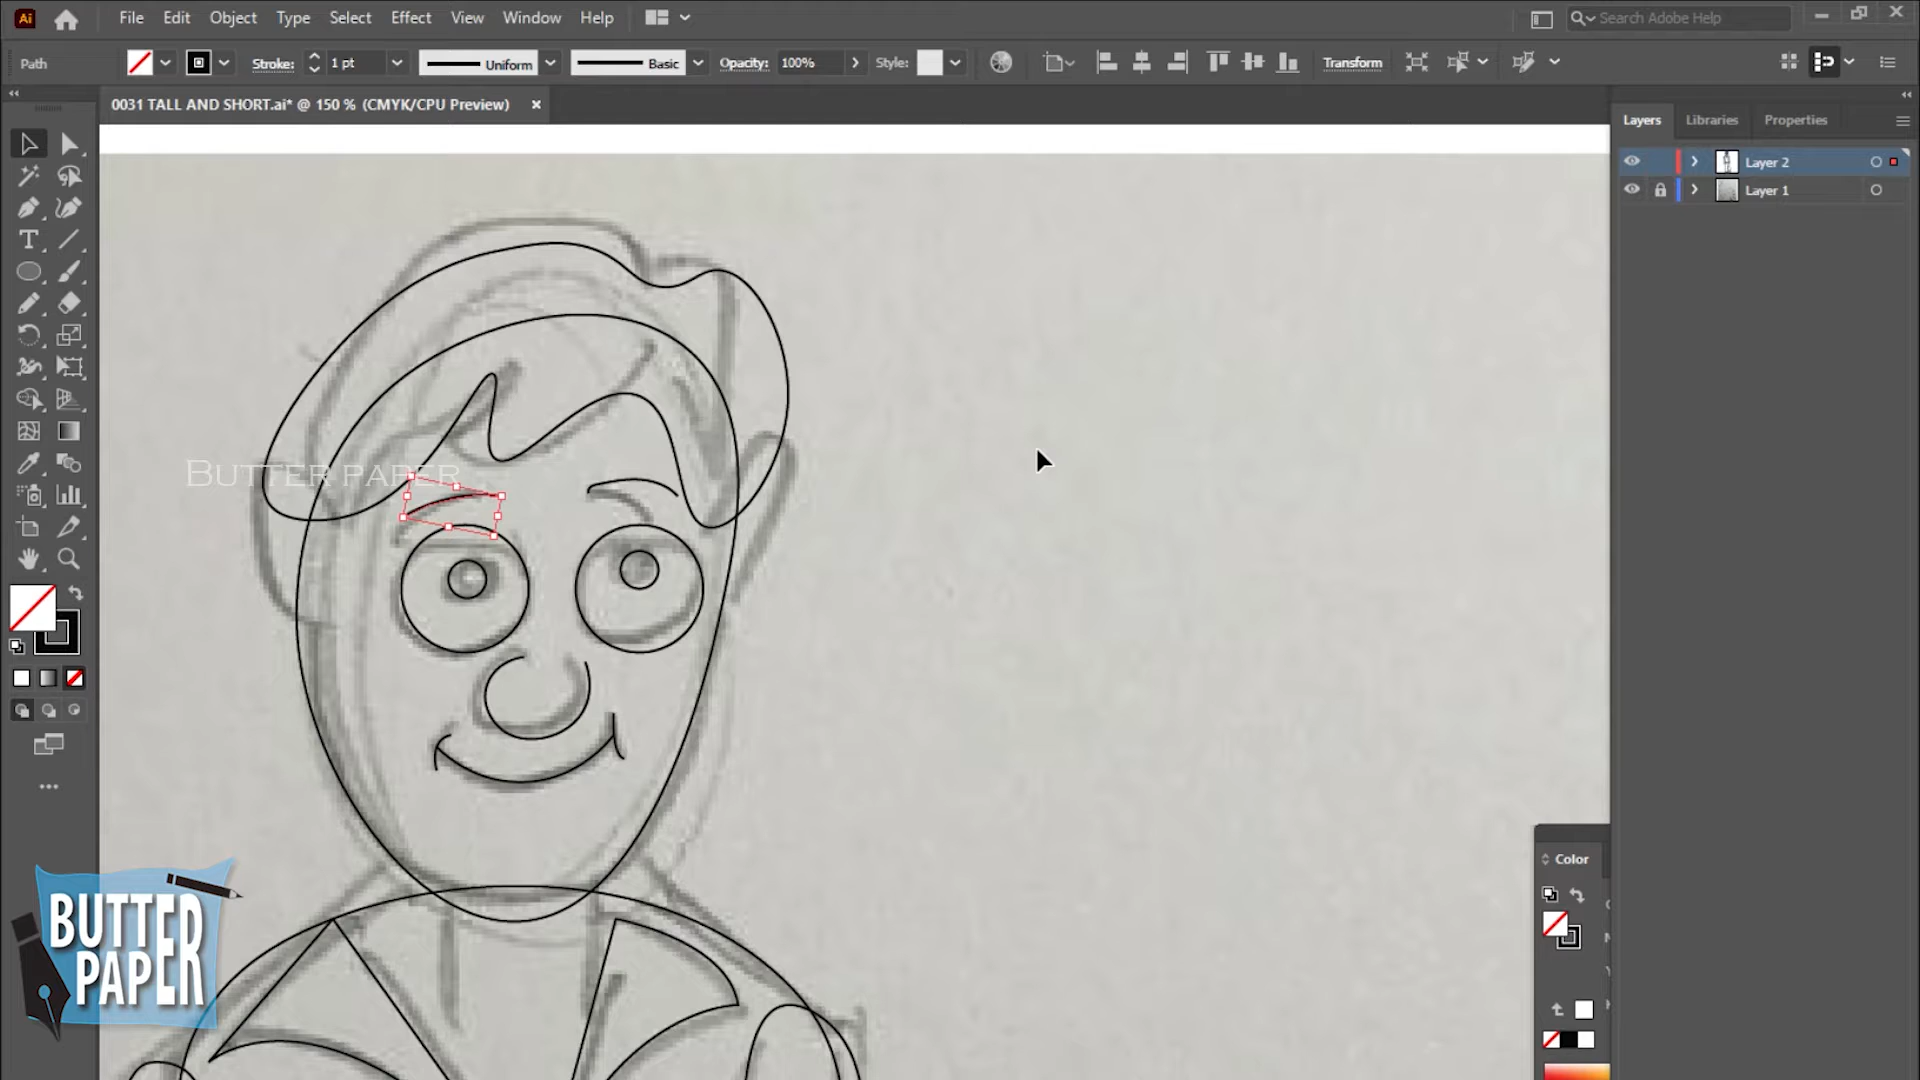 Ai File Edit Object Type Select Effect View Window Help Search Adobe Help
Path Stroke: 1 pt Uniform Basic Opacity: 100% Style: Transform
0031 TALL AND SHORT.ai* @ 150 % (CMYK/CPU Preview) ×
Layers Libraries Properties
Layer 2
Layer 1
BUTTER PAPER
Color
BUTTER
PAPER